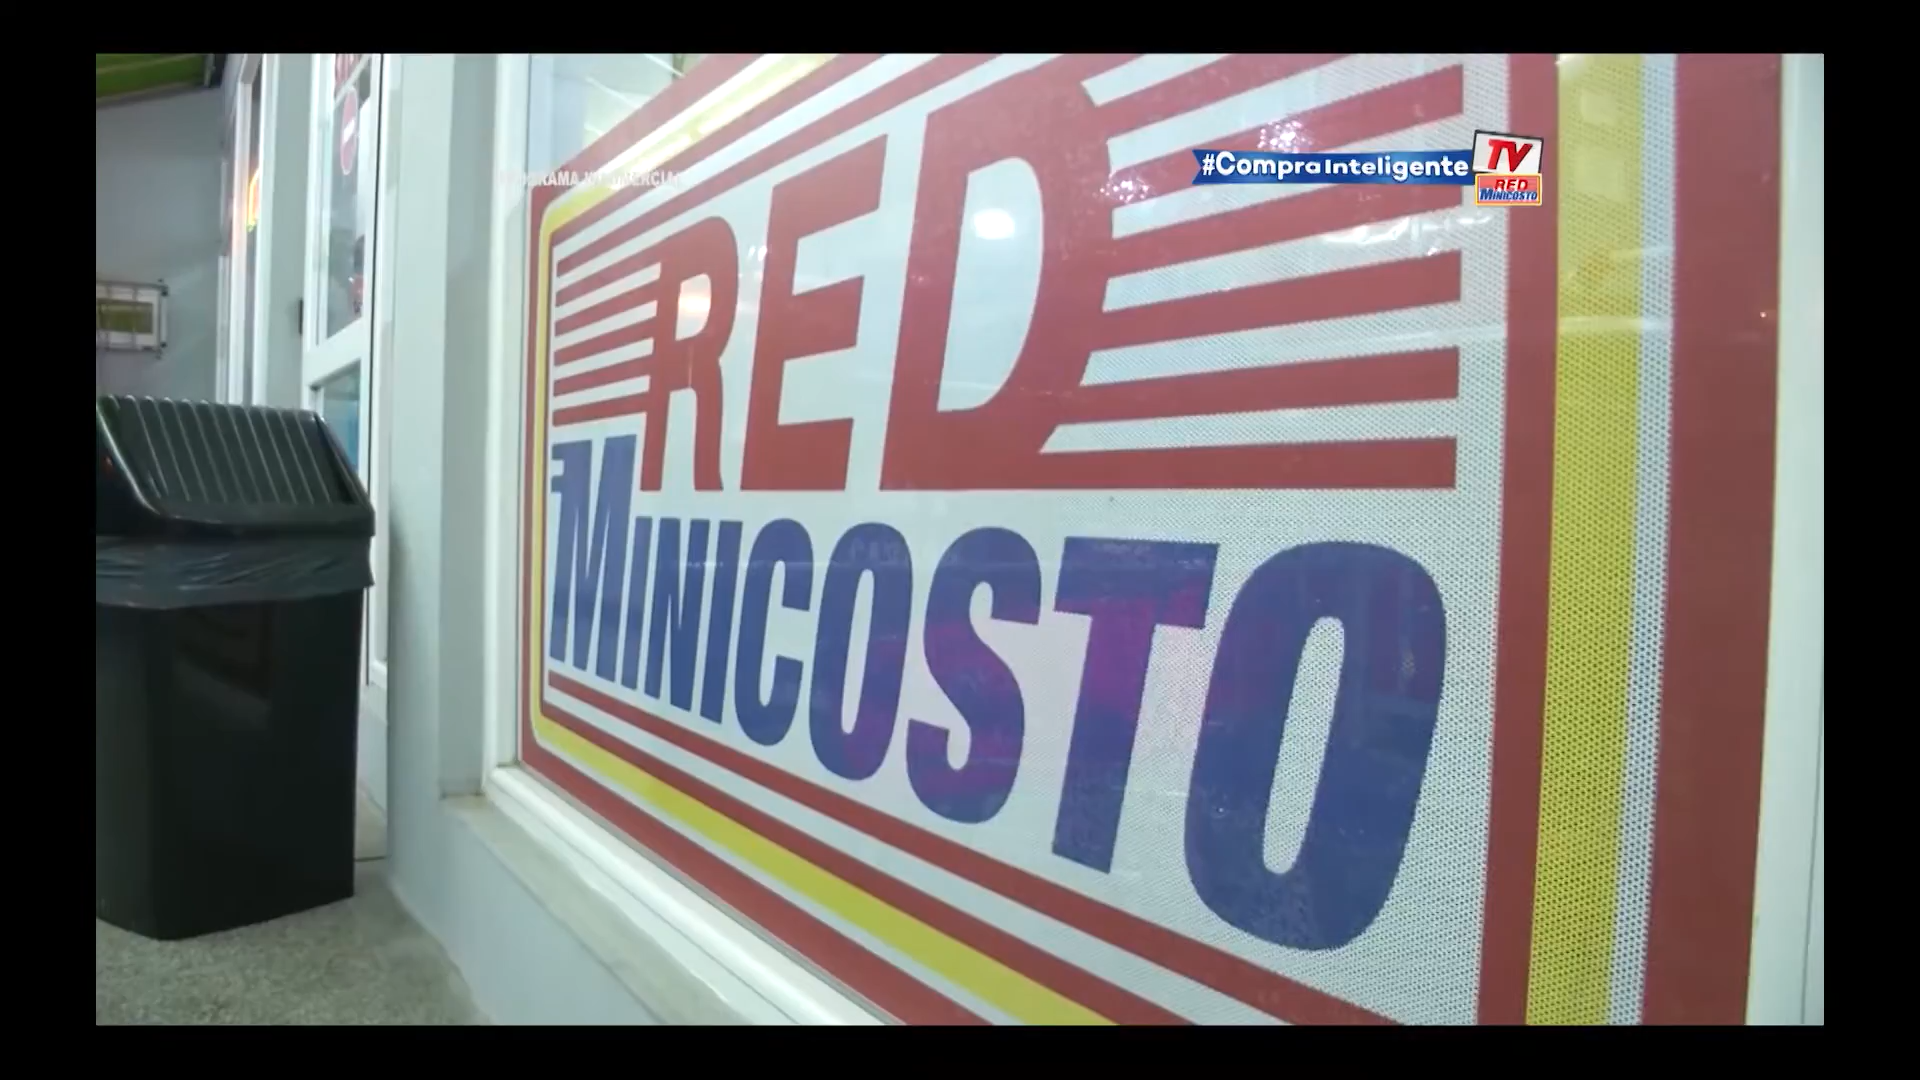 RED
MINICOSTO
#CompraInteligente
TV
RED
MINICOSTO